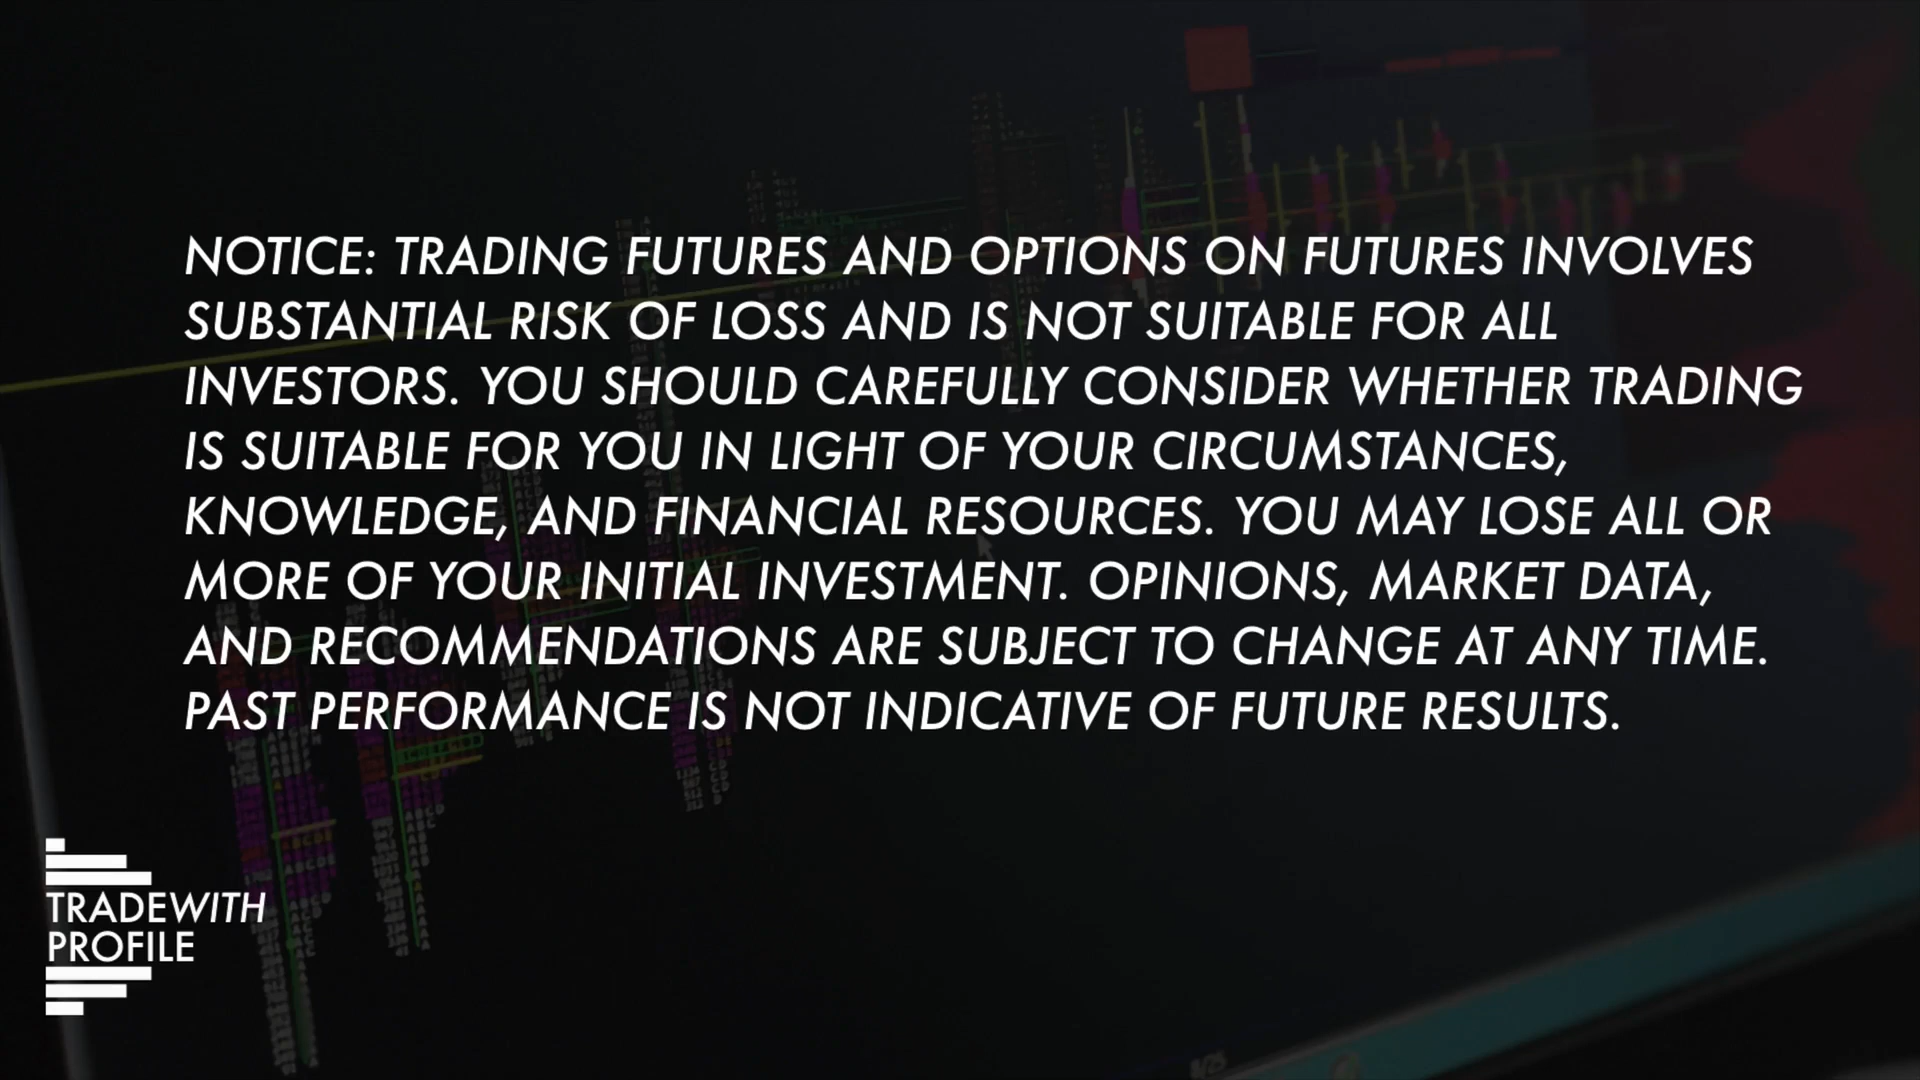 NOTICE: TRADING FUTURES AND OPTIONS ON FUTURES INVOLVES
SUBSTANTIAL RISK OF LOSS AND IS NOT SUITABLE FOR ALL
INVESTORS. YOU SHOULD CAREFULLY CONSIDER WHETHER TRADING
IS SUITABLE FOR YOU IN LIGHT OF YOUR CIRCUMSTANCES,
KNOWLEDGE, AND FINANCIAL RESOURCES. YOU MAY LOSE ALL OR
MORE OF YOUR INITIAL INVESTMENT. OPINIONS, MARKET DATA,
AND RECOMMENDATIONS ARE SUBJECT TO CHANGE AT ANY TIME.
PAST PERFORMANCE IS NOT INDICATIVE OF FUTURE RESULTS.
TRADEWITH
PROFILE